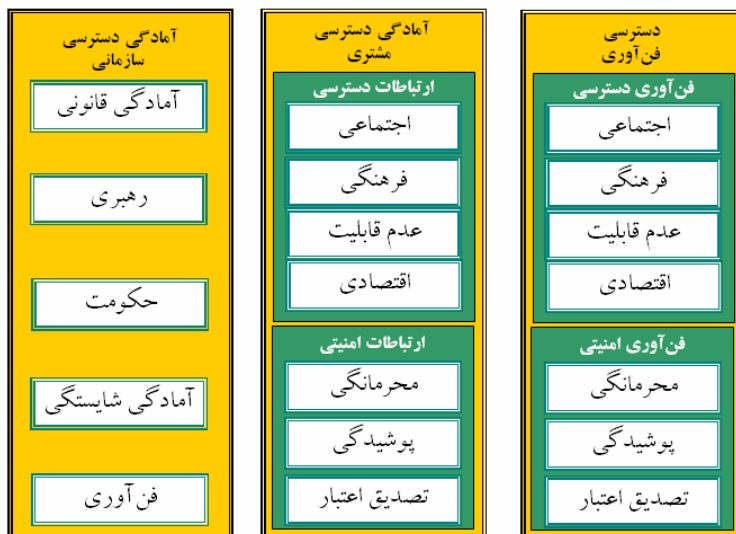 دسترسی
فن‌آوری
فن‌آوری دسترسی
اجتماعی
فرهنگی
عدم قابلیت
اقتصادی
فن‌آوری امنیتی
محرمانگی
پوشیدگی
تصدیق اعتبار
آمادگی دسترسی
مشتری
ارتباطات دسترسی
اجتماعی
فرهنگی
عدم قابلیت
اقتصادی
ارتباطات امنیتی
محرمانگی
پوشیدگی
تصدیق اعتبار
آمادگی دسترسی
سازمانی
آمادگی قانونی
رهبری
حکومت
آمادگی شایستگی
فن‌آوری